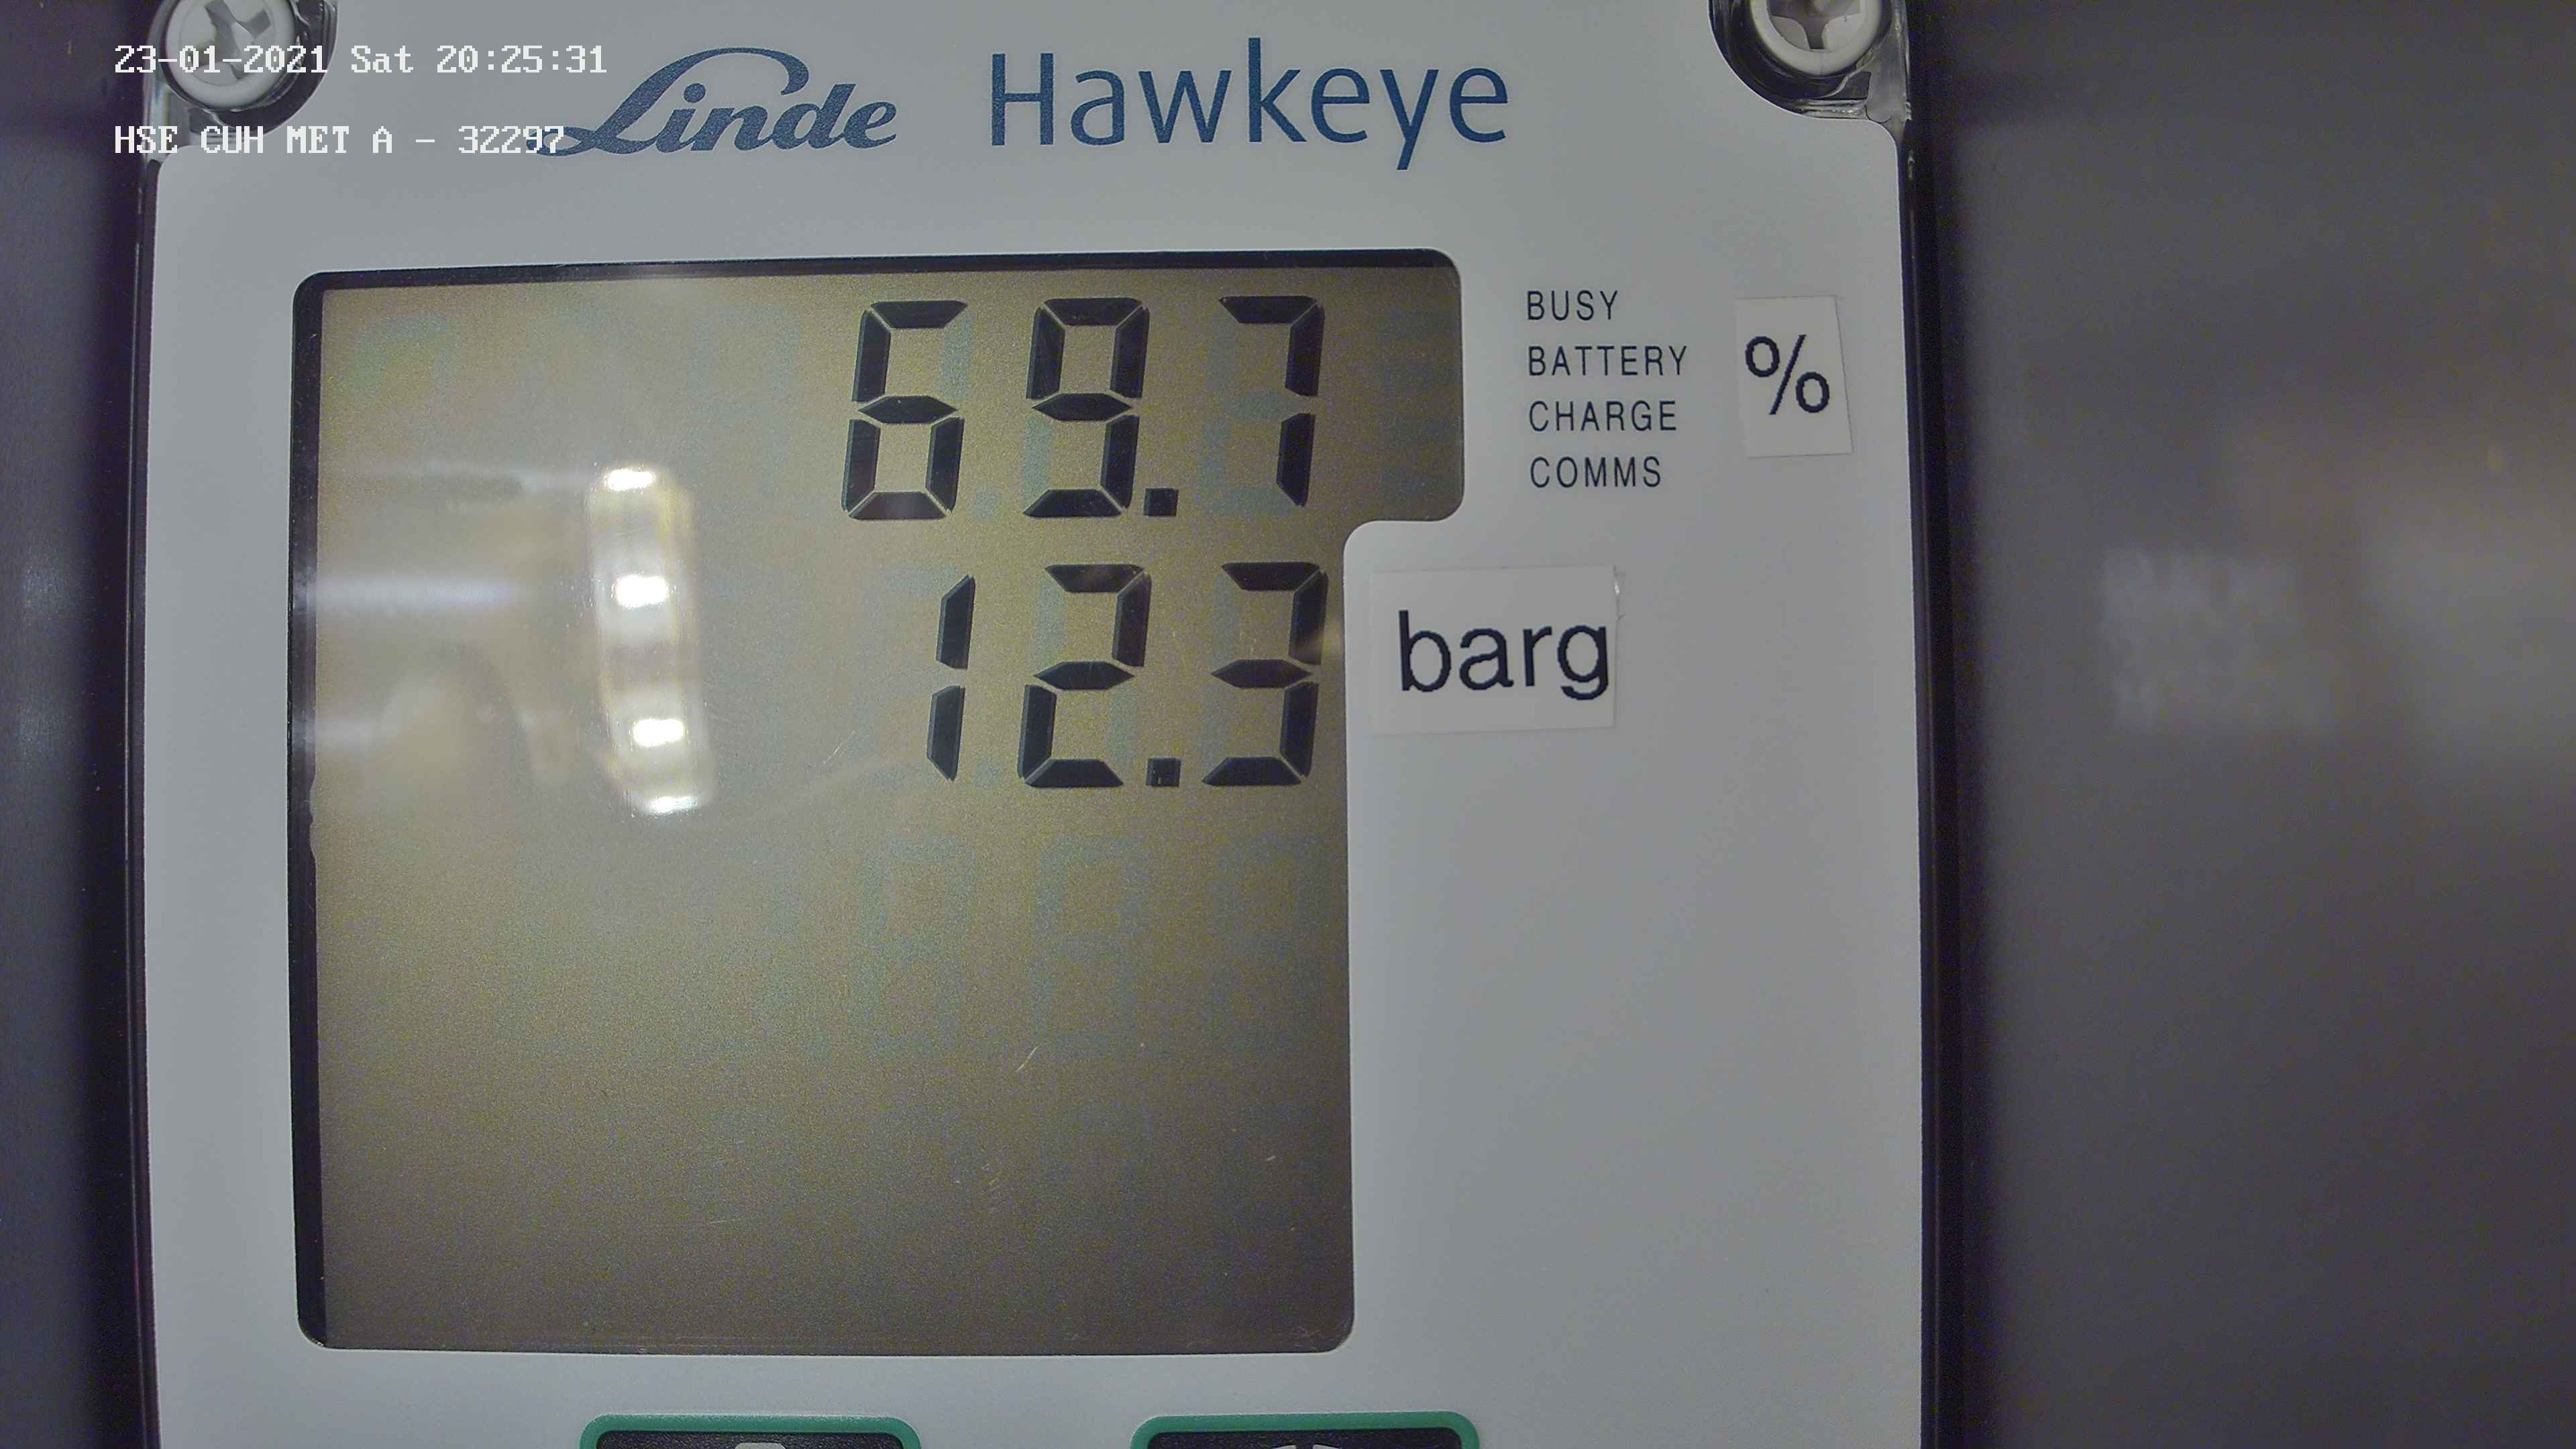 23-01-2021 Sat 20:25:31
HSE CUH MET A - 32297
Linde Hawkeye
69.7
BUSY
BATTERY
CHARGE
COMMS
%
12.3
barg